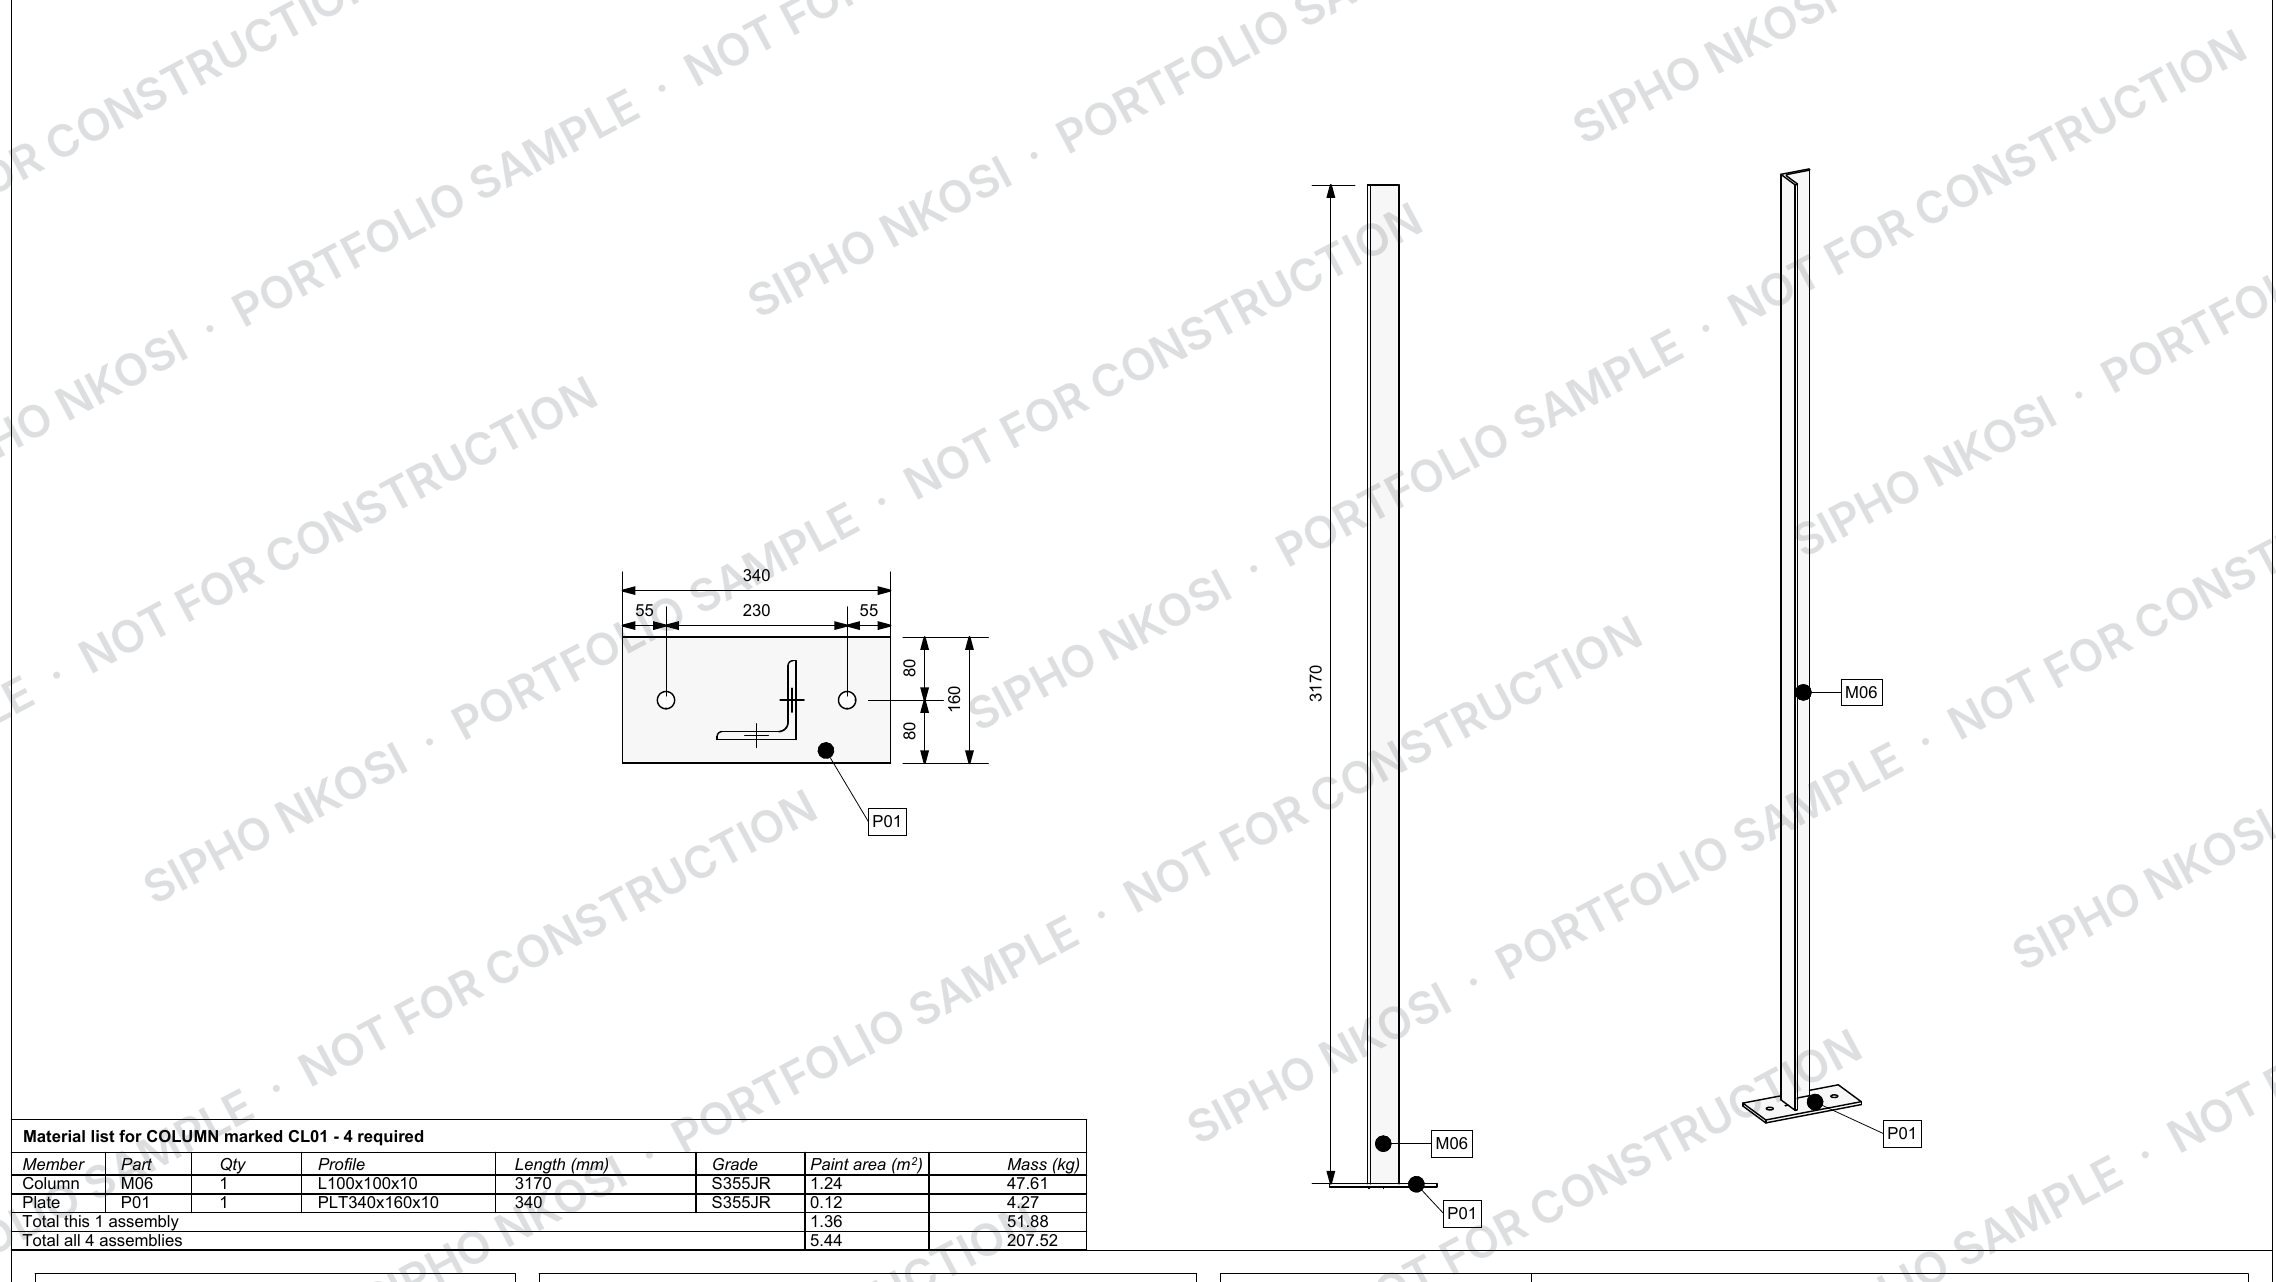 340
55 230 55
80
160
80
P01
3170
M06
P01
M06
P01
Material list for COLUMN marked CL01 - 4 required
Member Part Qty Profile Length (mm) Grade Paint area (m²) Mass (kg)
Column M06 1 L100x100x10 3170 S355JR 1.24 47.61
Plate P01 1 PLT340x160x10 340 S355JR 0.12 4.27
Total this 1 assembly 1.36 51.88
Total all 4 assemblies 5.44 207.52
SIPHO NKOSI · PORTFOLIO SAMPLE · NOT FOR CONSTRUCTION